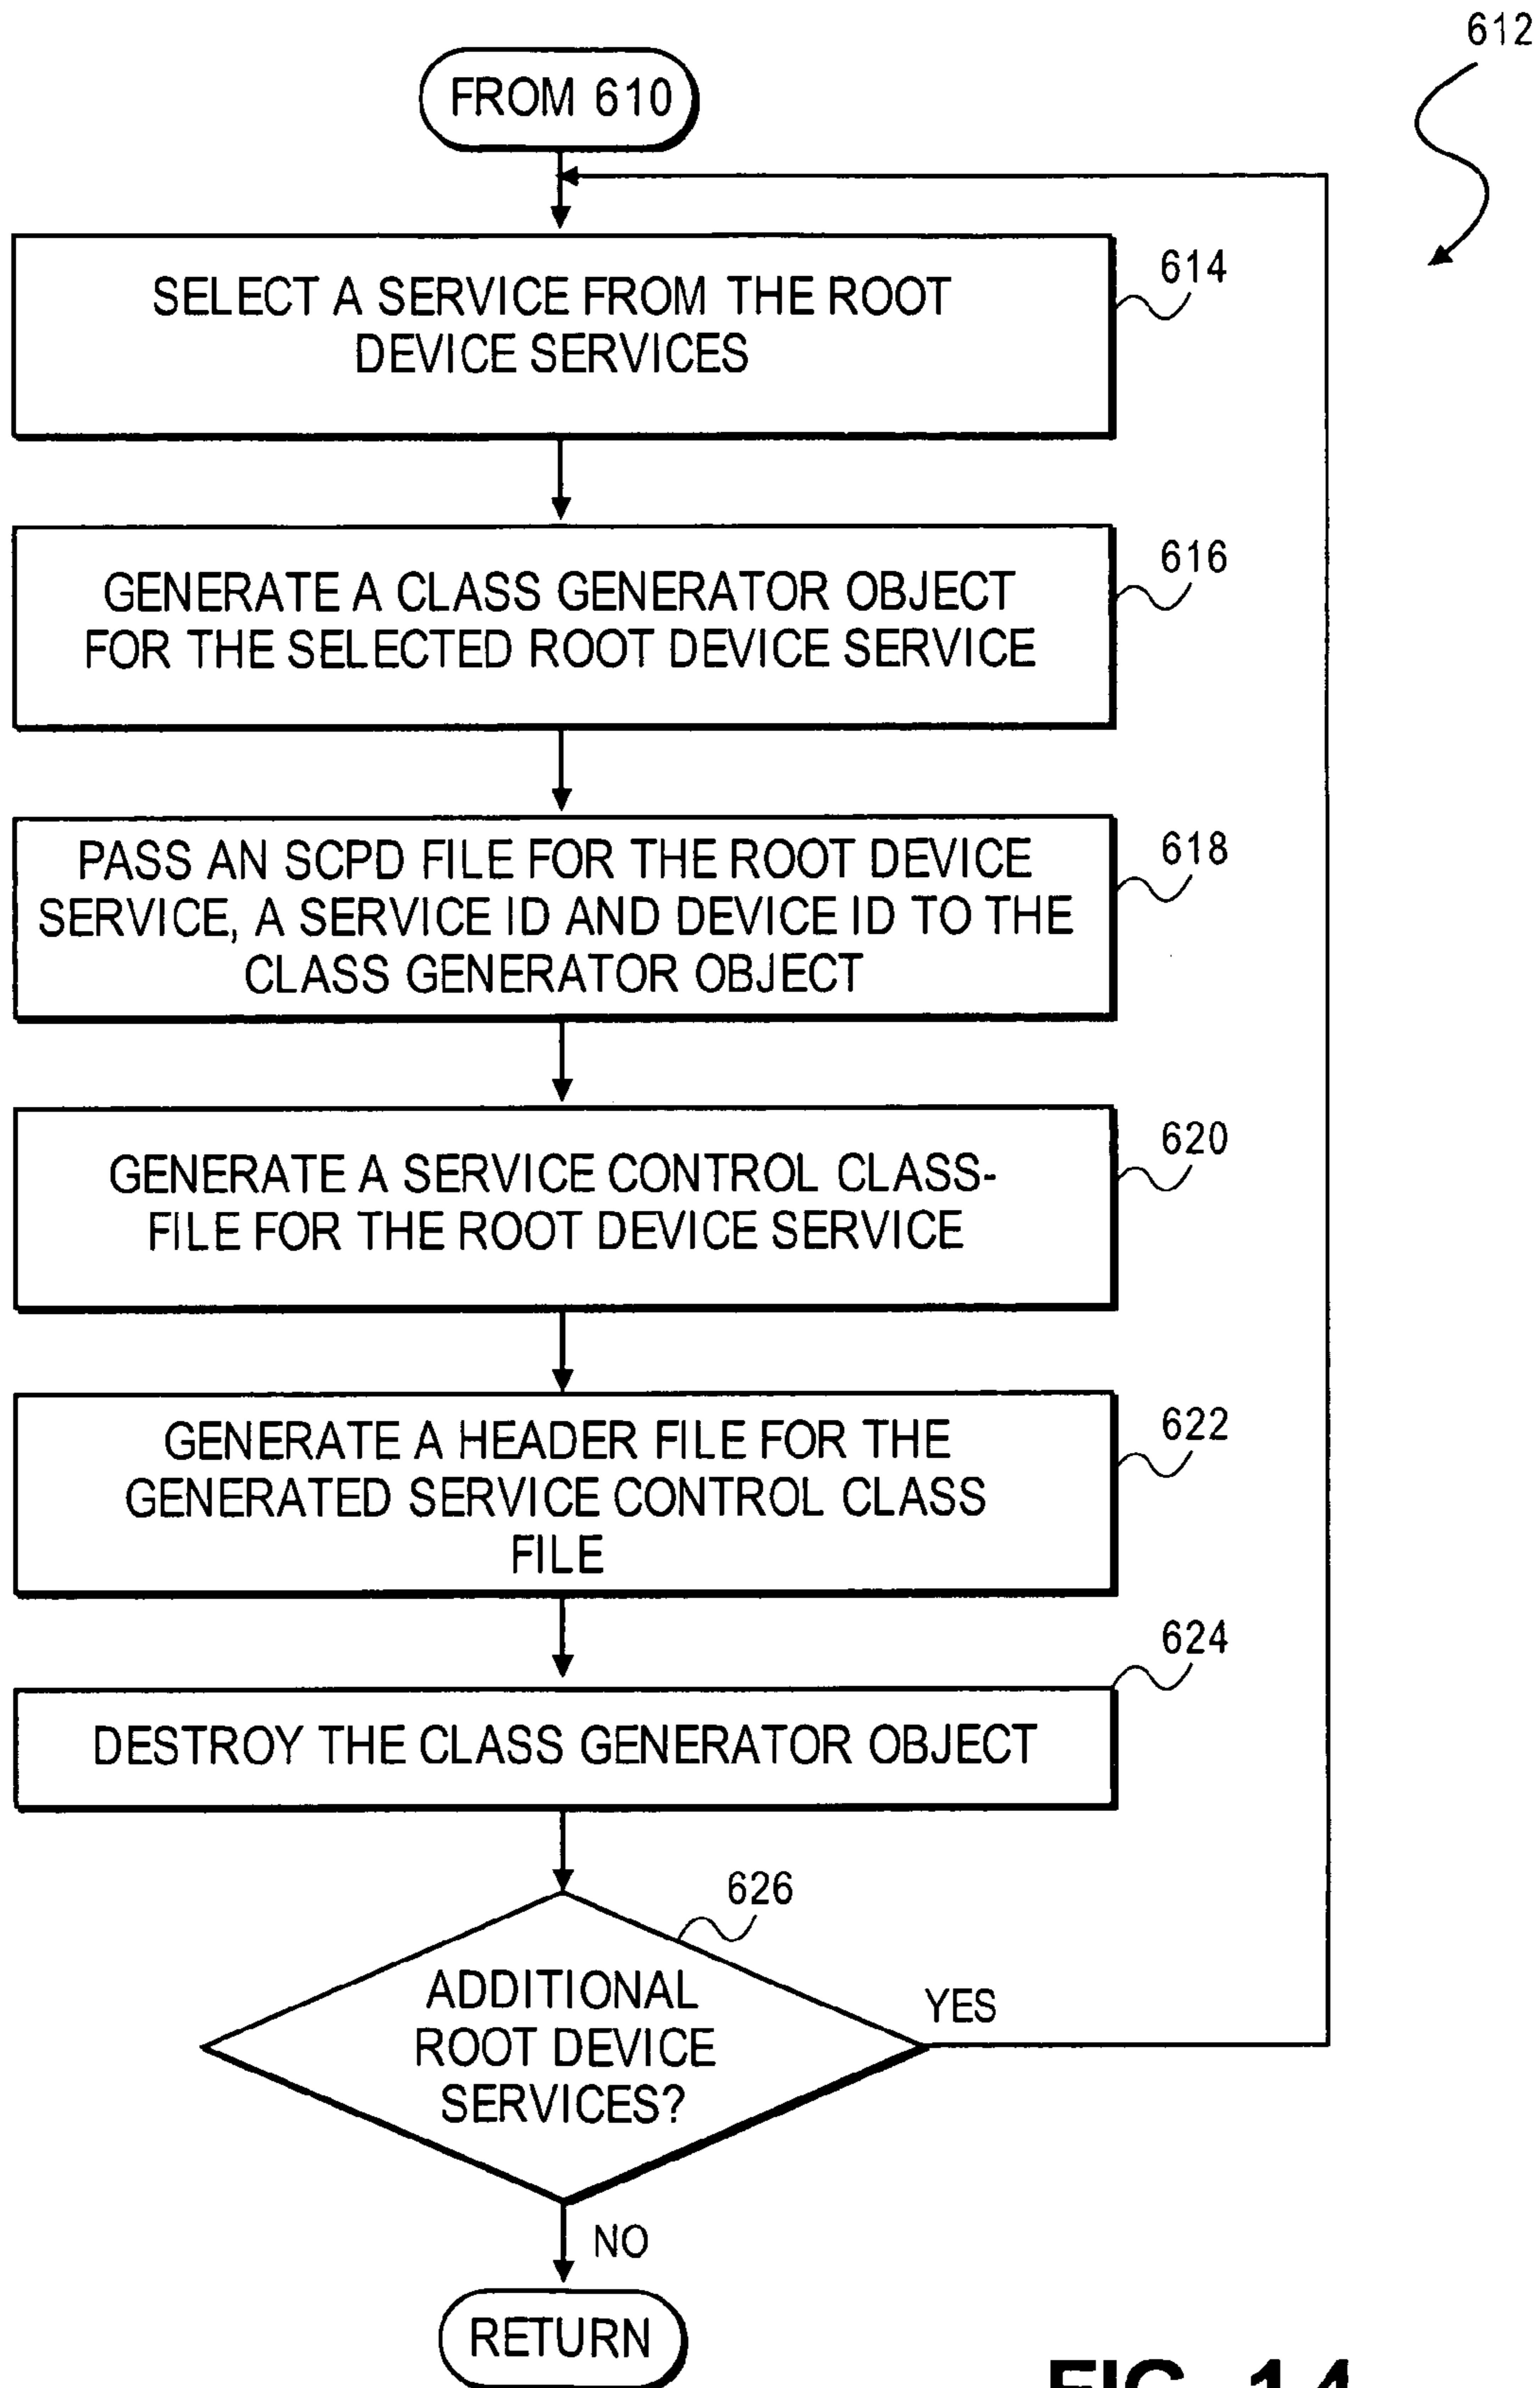 612
FROM 610
SELECT A SERVICE FROM THE ROOT
DEVICE SERVICES
614
GENERATE A CLASS GENERATOR OBJECT
FOR THE SELECTED ROOT DEVICE SERVICE
616
PASS AN SCPD FILE FOR THE ROOT DEVICE
SERVICE, A SERVICE ID AND DEVICE ID TO THE
CLASS GENERATOR OBJECT
618
GENERATE A SERVICE CONTROL CLASS-
FILE FOR THE ROOT DEVICE SERVICE
620
GENERATE A HEADER FILE FOR THE
GENERATED SERVICE CONTROL CLASS
FILE
622
DESTROY THE CLASS GENERATOR OBJECT
624
ADDITIONAL
ROOT DEVICE
SERVICES?
626
YES
NO
RETURN
FIG. 14